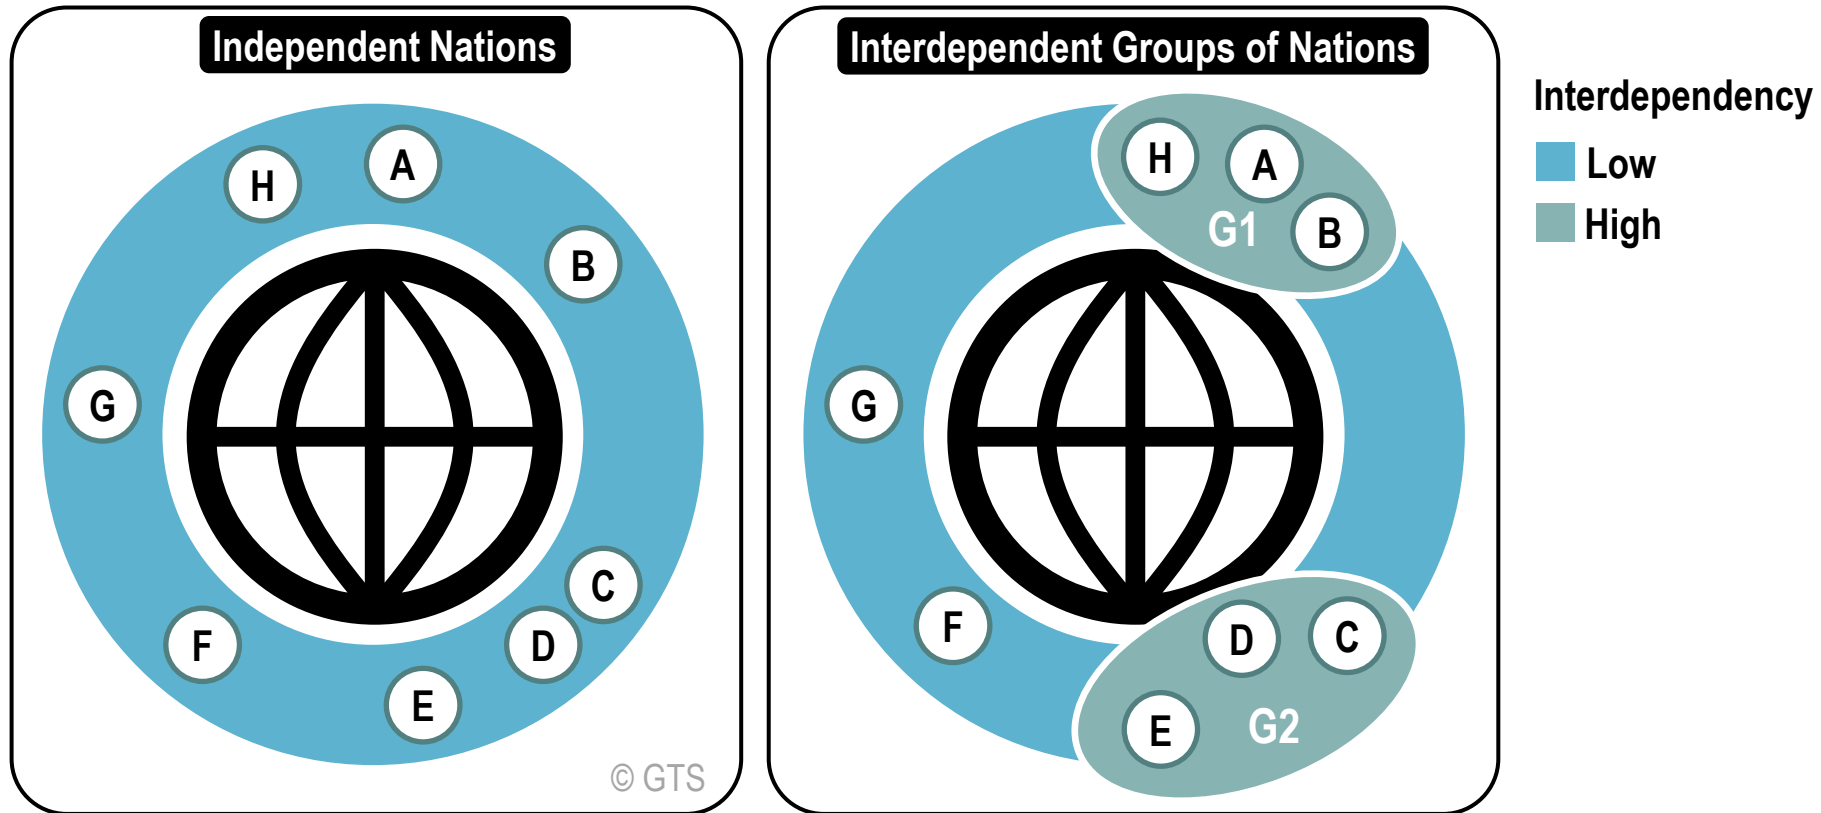 Independent Nations
H
A
B
G
C
F
D
E
© GTS
Interdependent Groups of Nations
H
A
G1
B
G
F
D
C
E
G2
Interdependency
Low
High